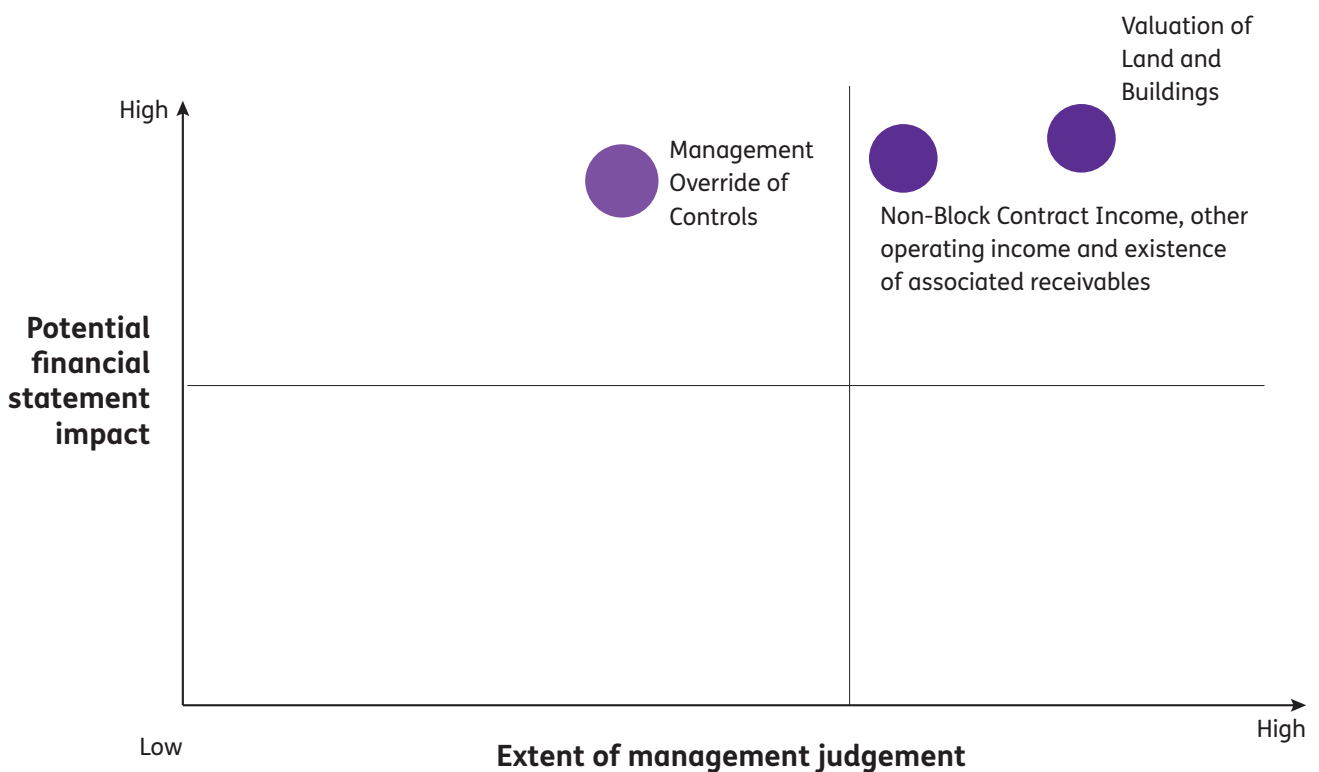 Valuation of
Land and
Buildings
High
Management
Override of
Controls
Non-Block Contract Income, other
operating income and existence
of associated receivables
Potential
financial
statement
impact
High
Low
Extent of management judgement